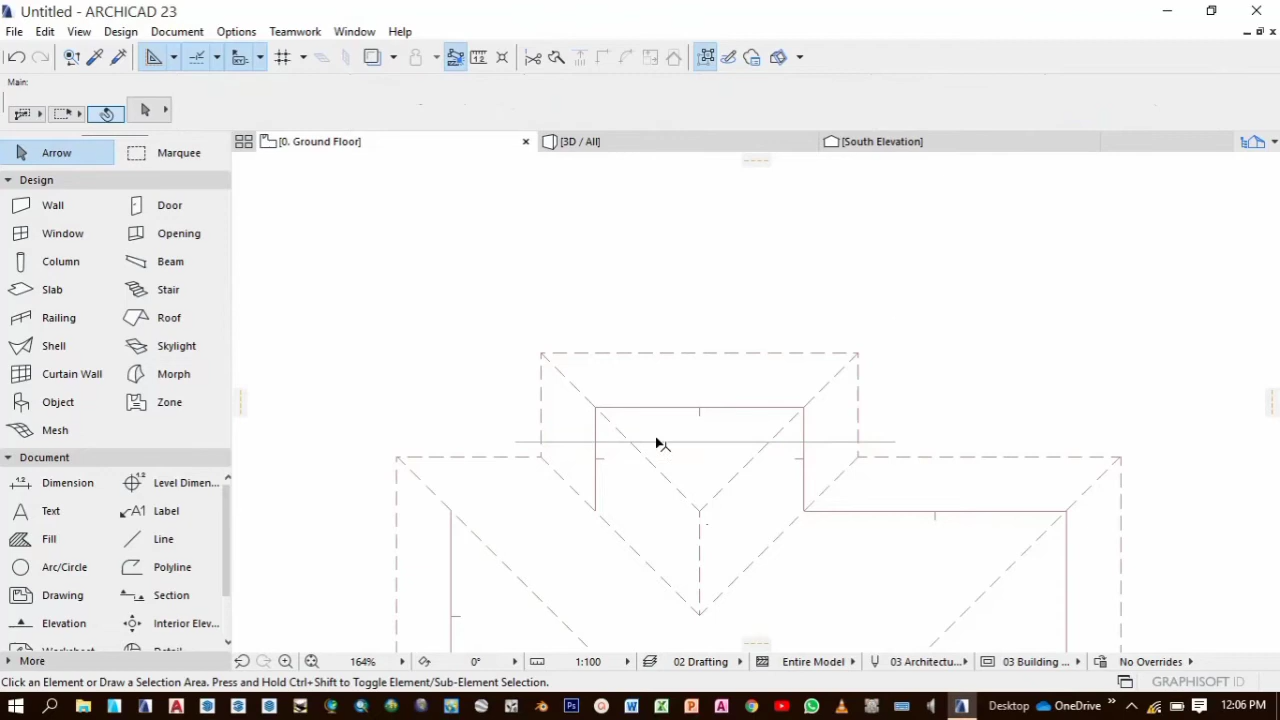 Untitled - ARCHICAD 23
File Edit View Design Document Options Teamwork Window Help
Main:
[0. Ground Floor] [3D / All] [South Elevation]
Arrow Marquee
Design
Wall Door
Window Opening
Column Beam
Slab Stair
Railing Roof
Shell Skylight
Curtain Wall Morph
Object Zone
Mesh
Document
Dimension Level Dimen...
Text Label
Fill Line
Arc/Circle Polyline
Drawing Section
Elevation Interior Elev...
More
164% 0° 1:100 02 Drafting Entire Model 03 Architectu... 03 Building ... No Overrides
Click an Element or Draw a Selection Area. Press and Hold Ctrl+Shift to Toggle Element/Sub-Element Selection.
GRAPHISOFT ID
Desktop OneDrive 12:06 PM